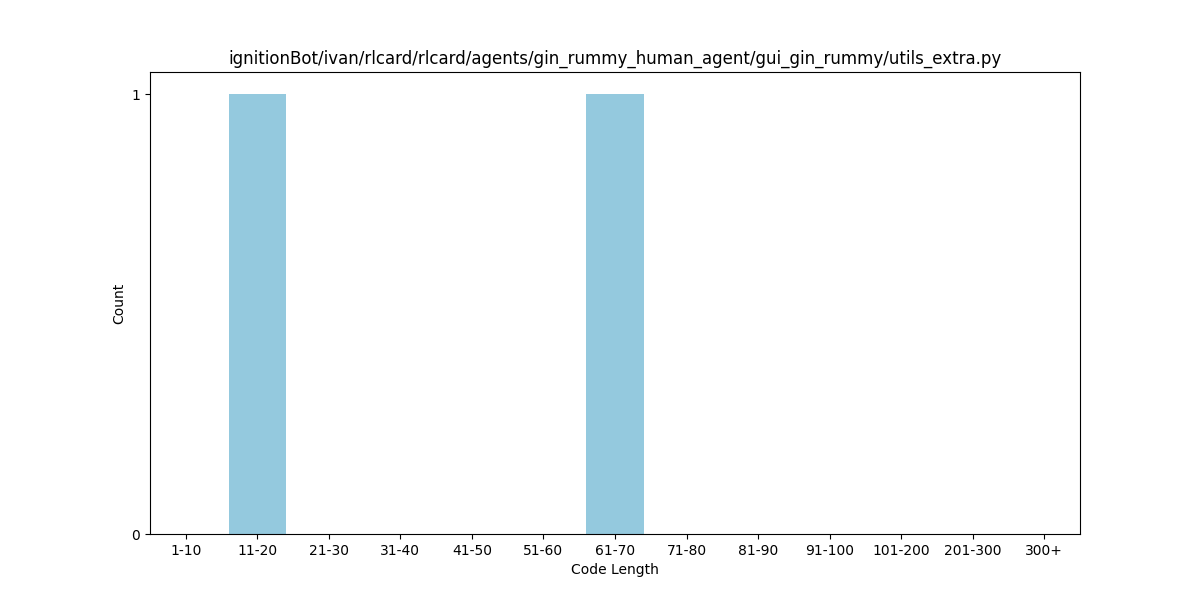 ignitionBot/ivan/rlcard/rlcard/agents/gin_rummy_human_agent/gui_gin_rummy/utils_extra.py
1
Count
0
1-10 11-20 21-30 31-40 41-50 51-60 61-70 71-80 81-90 91-100 101-200 201-300 300+
Code Length